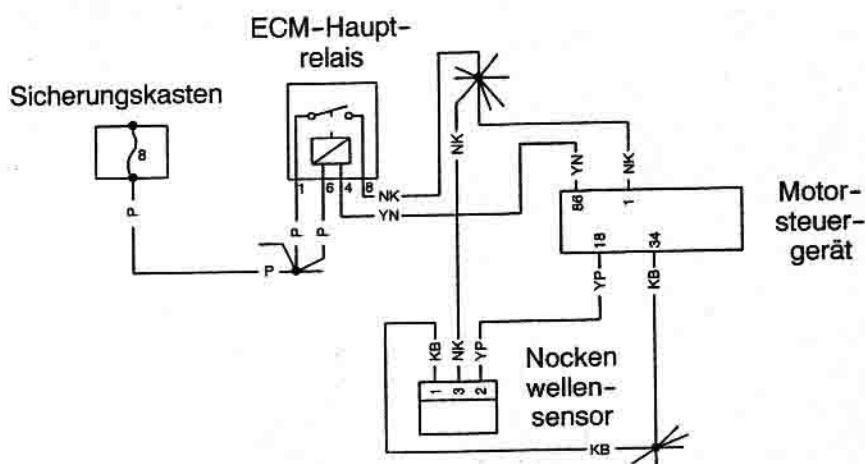 ECM-Haupt-
relais
Sicherungskasten
8
P
P
1
6
4
8
NK
YN
P
P
NK
YN
NK
86
1
18
34
Motor-
steuer-
gerät
YP
KB
KB
NK
YP
1
3
2
Nocken
wellen-
sensor
KB